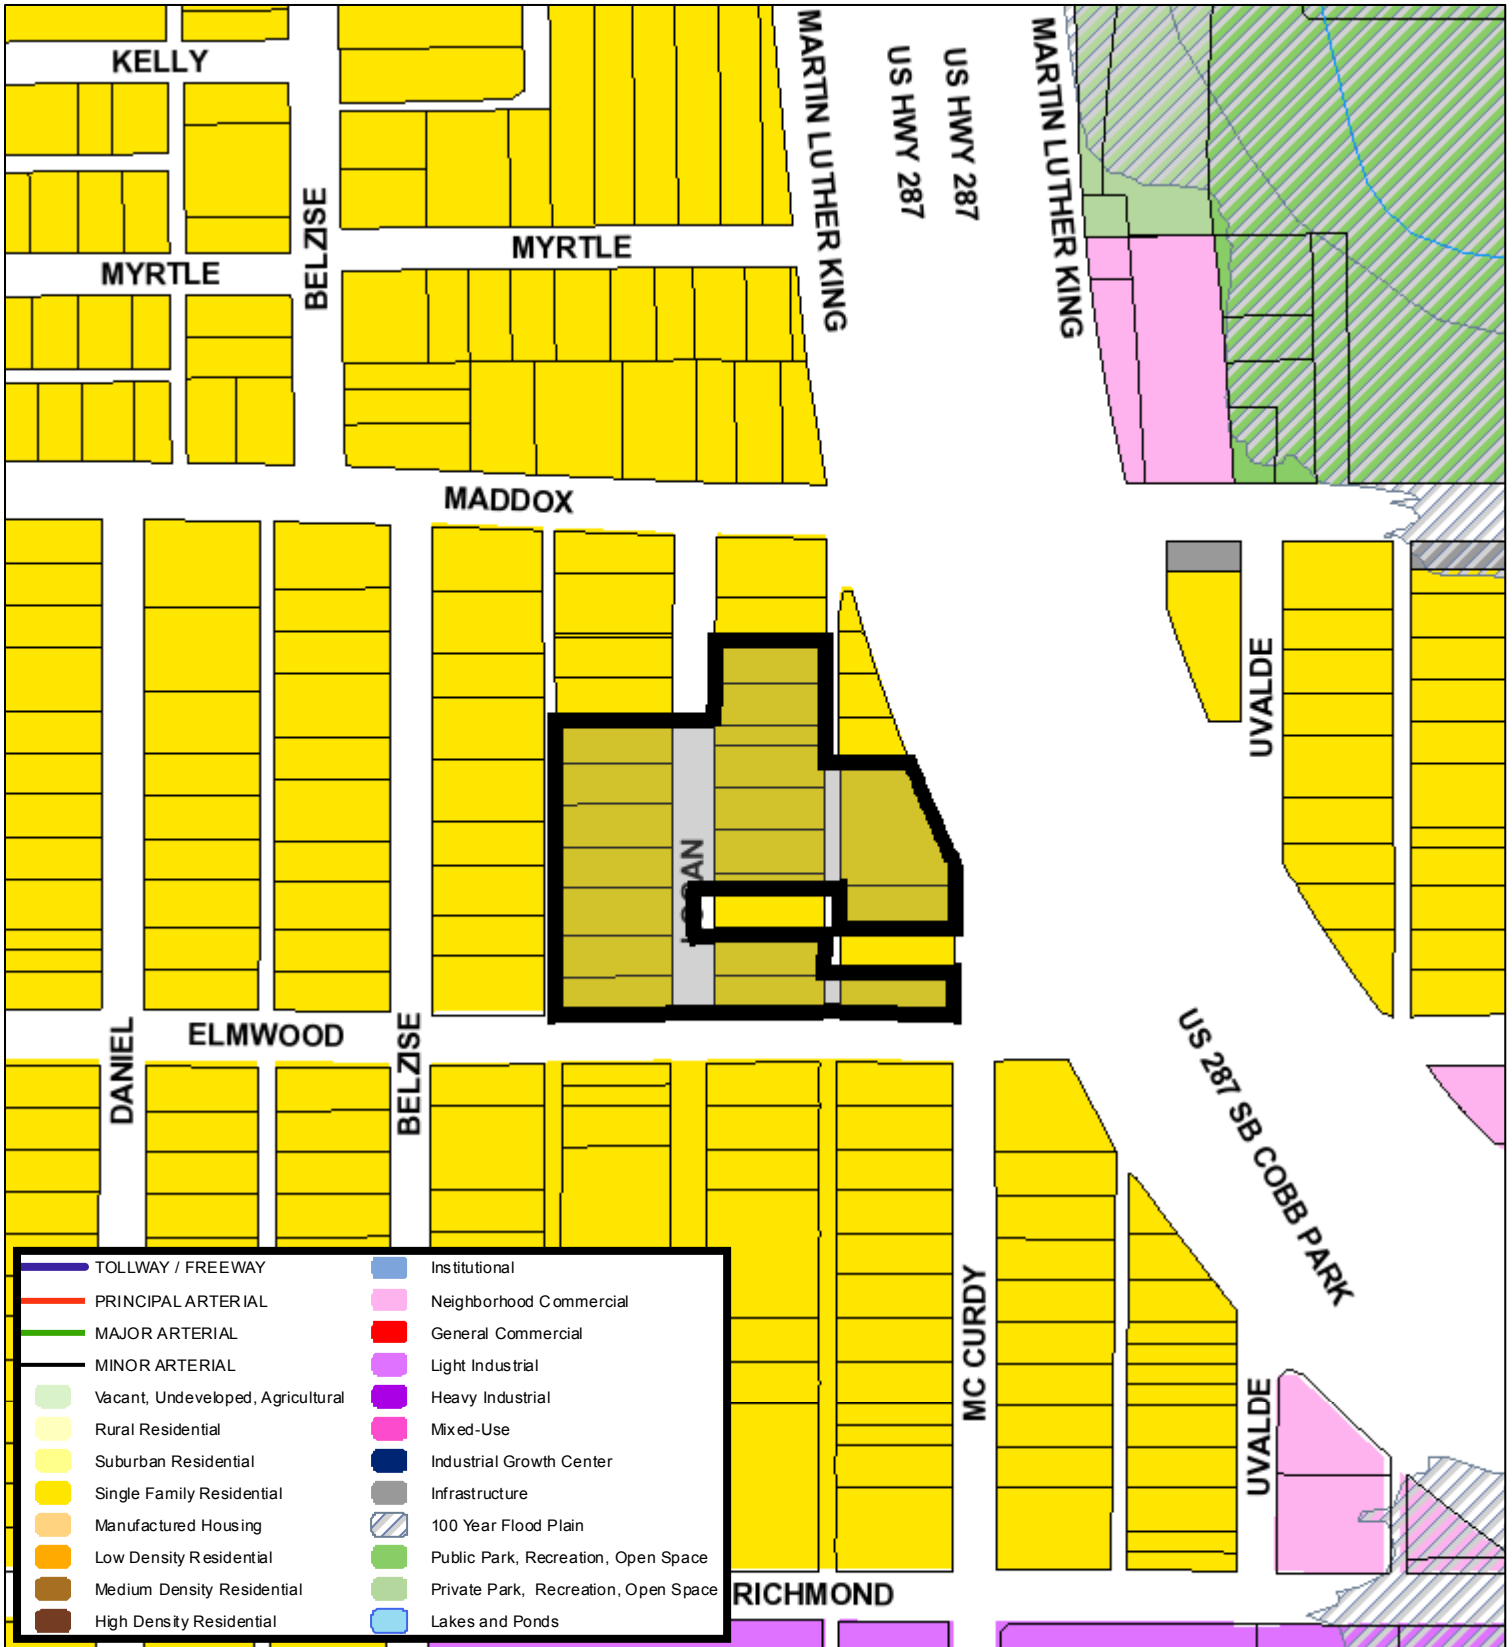 KELLY
MARTIN LUTHER KING
US HWY 287
US HWY 287
MARTIN LUTHER KING
BELZISE
MYRTLE
MYRTLE
MADDOX
UVALDE
LOGAN
ELMWOOD
DANIEL
BELZISE
US 287 SB COBB PARK
MC CURDY
UVALDE
RICHMOND
TOLLWAY / FREEWAY
PRINCIPAL ARTERIAL
MAJOR ARTERIAL
MINOR ARTERIAL
Vacant, Undeveloped, Agricultural
Rural Residential
Suburban Residential
Single Family Residential
Manufactured Housing
Low Density Residential
Medium Density Residential
High Density Residential
Institutional
Neighborhood Commercial
General Commercial
Light Industrial
Heavy Industrial
Mixed-Use
Industrial Growth Center
Infrastructure
100 Year Flood Plain
Public Park, Recreation, Open Space
Private Park, Recreation, Open Space
Lakes and Ponds